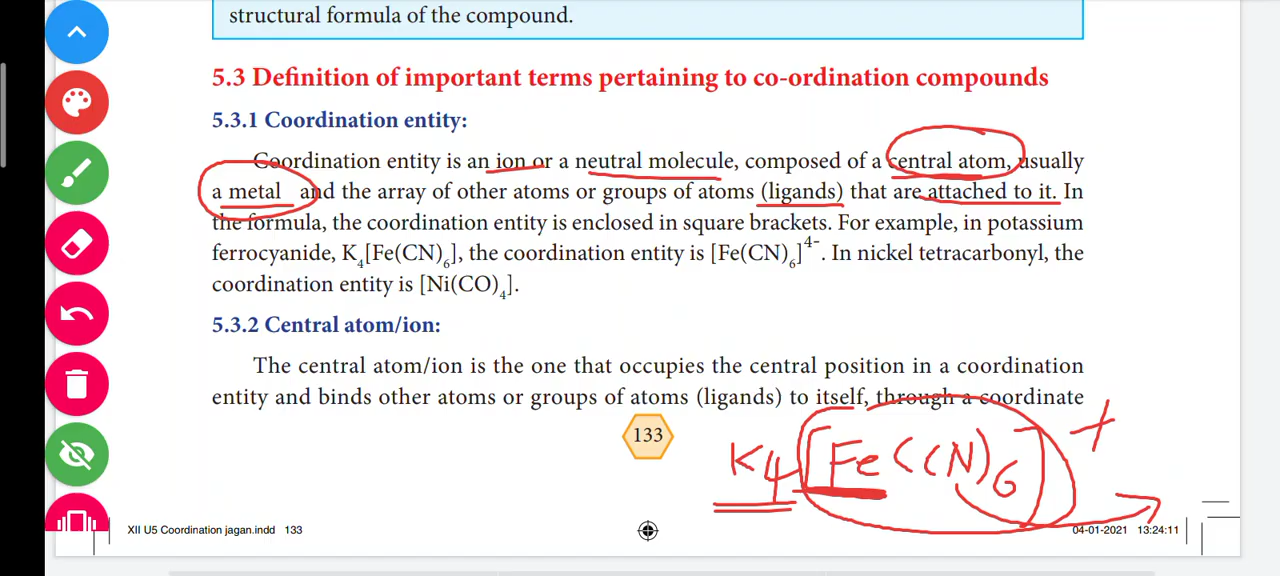 structural formula of the compound.
5.3 Definition of important terms pertaining to co-ordination compounds
5.3.1 Coordination entity:
Coordination entity is an ion or a neutral molecule, composed of a central atom, usually
a metal and the array of other atoms or groups of atoms (ligands) that are attached to it. In
the formula, the coordination entity is enclosed in square brackets. For example, in potassium
ferrocyanide, K₄[Fe(CN)₆], the coordination entity is [Fe(CN)₆]⁴⁻. In nickel tetracarbonyl, the
coordination entity is [Ni(CO)₄].
5.3.2 Central atom/ion:
The central atom/ion is the one that occupies the central position in a coordination
entity and binds other atoms or groups of atoms (ligands) to itself, through a coordinate
133
K4[Fe(CN)6] +
XII U5 Coordination jagan.indd 133
04-01-2021 13:24:11